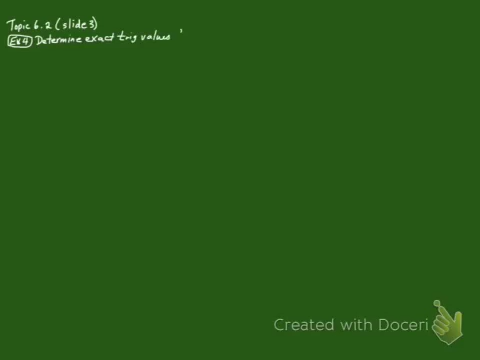 Topic 6.2 (slide 3)
Ex 4 Determine exact trig values
Created with Doceri